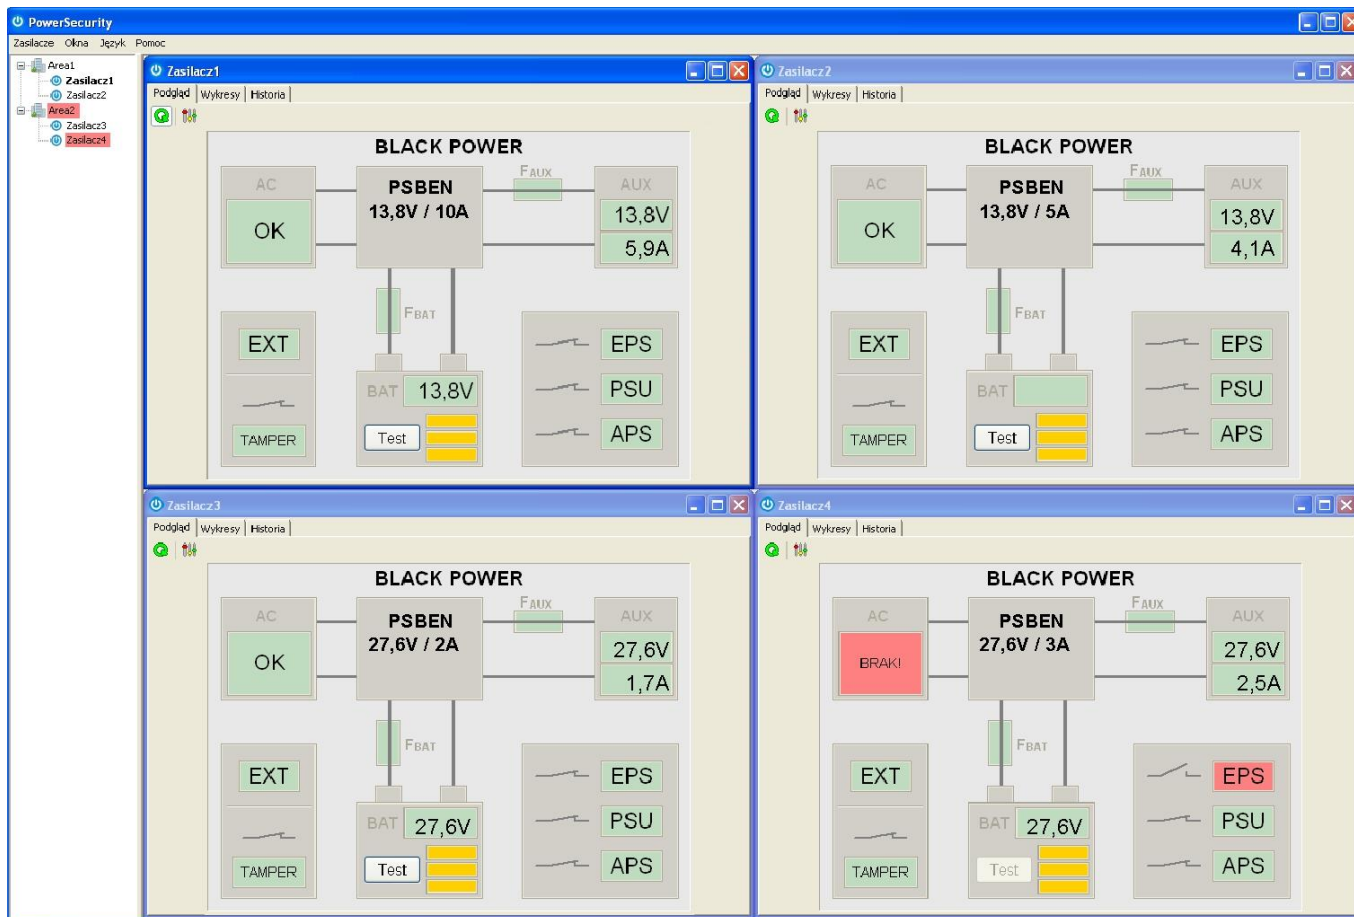 PowerSecurity
Zasilacze Okna Język Pomoc
Area1
Zasilacz1
Zasilacz2
Area2
Zasilacz3
Zasilacz4
Zasilacz1
Podgląd Wykresy Historia
BLACK POWER
AC
OK
PSBEN
13,8V / 10A
FAUX
AUX
13,8V
5,9A
FBAT
EXT
TAMPER
BAT 13,8V
Test
EPS
PSU
APS
Zasilacz2
Podgląd Wykresy Historia
BLACK POWER
AC
OK
PSBEN
13,8V / 5A
FAUX
AUX
13,8V
4,1A
FBAT
EXT
TAMPER
BAT
Test
EPS
PSU
APS
Zasilacz3
Podgląd Wykresy Historia
BLACK POWER
AC
OK
PSBEN
27,6V / 2A
FAUX
AUX
27,6V
1,7A
FBAT
EXT
TAMPER
BAT 27,6V
Test
EPS
PSU
APS
Zasilacz4
Podgląd Wykresy Historia
BLACK POWER
AC
BRAK!
PSBEN
27,6V / 3A
FAUX
AUX
27,6V
2,5A
FBAT
EXT
TAMPER
BAT 27,6V
Test
EPS
PSU
APS